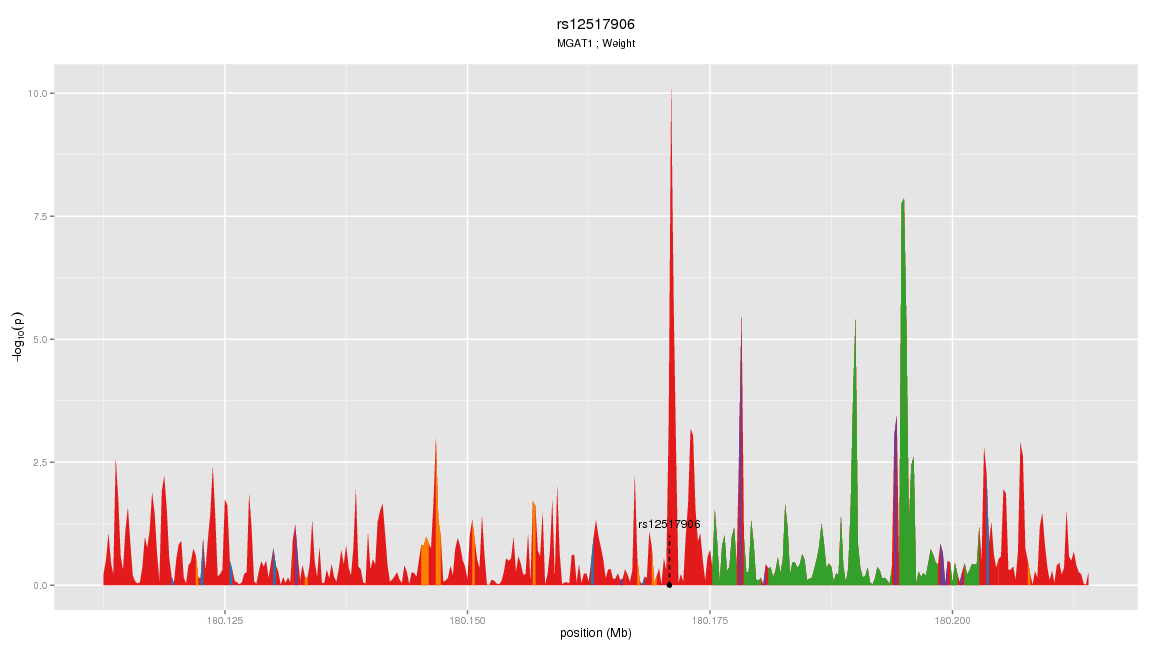 rs12517906
MGAT1 ; Weight
10.0
7.5
5.0
2.5
0.0
−log10(p)
rs12517906
180.125
180.150
180.175
180.200
position (Mb)